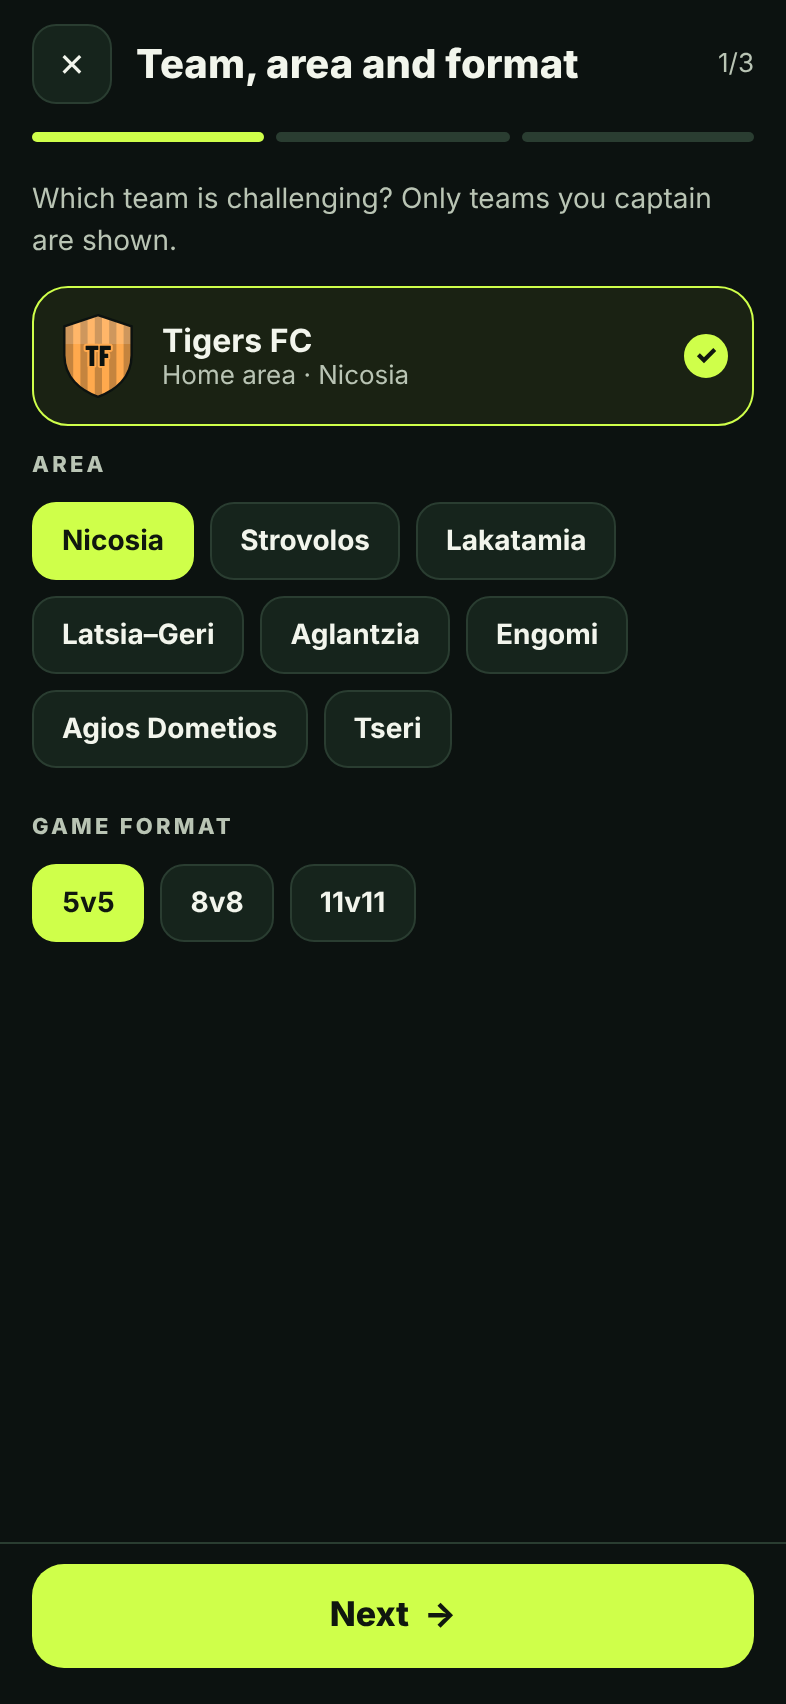 Team, area and format
1/3
Which team is challenging? Only teams you captain
are shown.
TF
Tigers FC
Home area · Nicosia
AREA
Nicosia
Strovolos
Lakatamia
Latsia–Geri
Aglantzia
Engomi
Agios Dometios
Tseri
GAME FORMAT
5v5
8v8
11v11
Next →